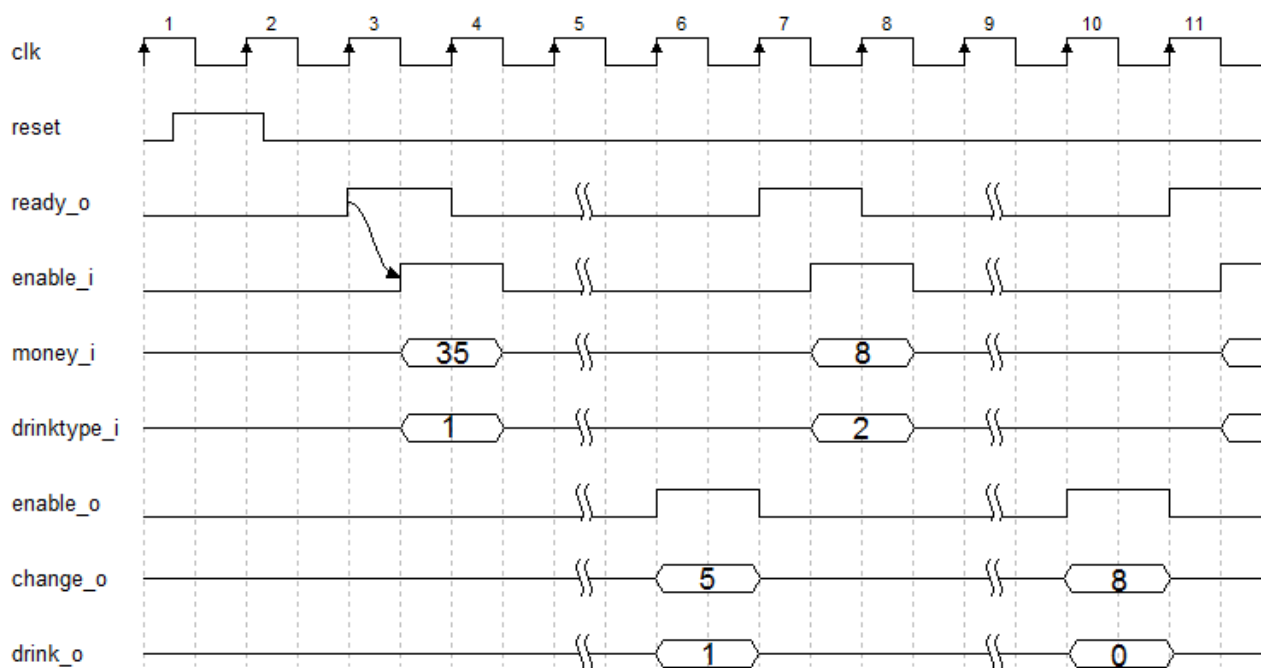 1 2 3 4 5 6 7 8 9 10 11
clk
reset
ready_o
enable_i
money_i 35 8
drinktype_i 1 2
enable_o
change_o 5 8
drink_o 1 0